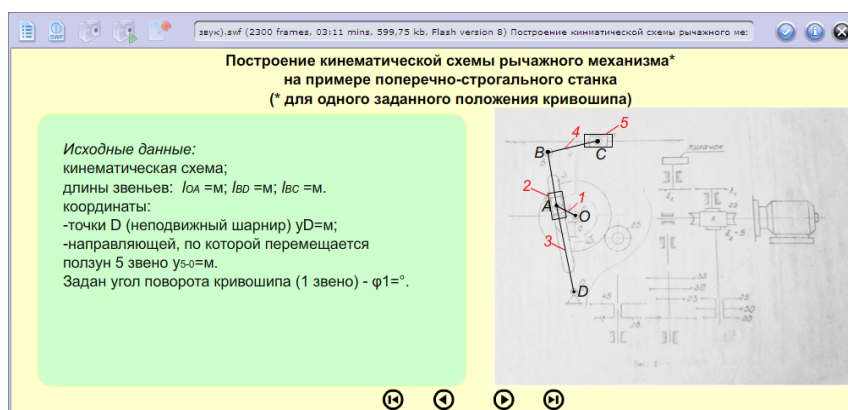 SWF
звук).swf (2300 frames, 03:11 mins, 599,75 kb, Flash version 8) Построение кинматической схемы рычажного ме:
Построение кинематической схемы рычажного механизма*
на примере поперечно-строгального станка
(* для одного заданного положения кривошипа)
Исходные данные:
кинематическая схема;
длины звеньев: lOA =м; lBD =м; lBC =м.
координаты:
-точки D (неподвижный шарнир) yD=м;
-направляющей, по которой перемещается
ползун 5 звено y5-0=м.
Задан угол поворота кривошипа (1 звено) - φ1=°.
5
4
B
C
Кулачок
2
1
A
O
3
D